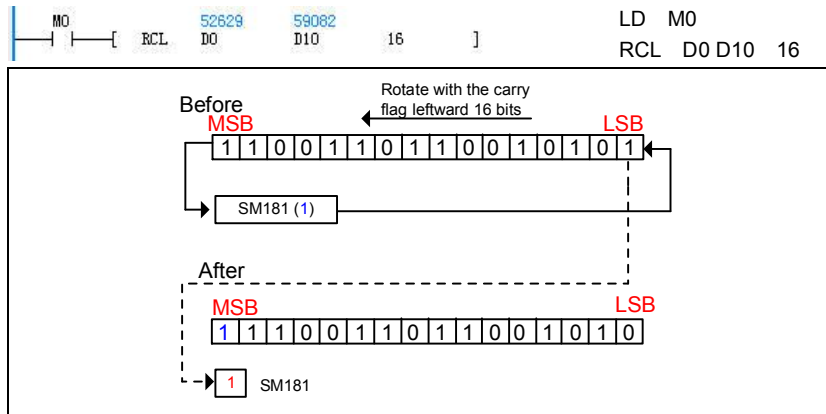 M0 52629 59082
RCL D0 D10 16
LD M0
RCL D0 D10 16
Rotate with the carry
flag leftward 16 bits
Before
MSB LSB
1 1 0 0 1 1 0 1 1 0 0 1 0 1 0 1
SM181 (1)
After
MSB LSB
1 1 1 0 0 1 1 0 1 1 0 0 1 0 1 0
1 SM181